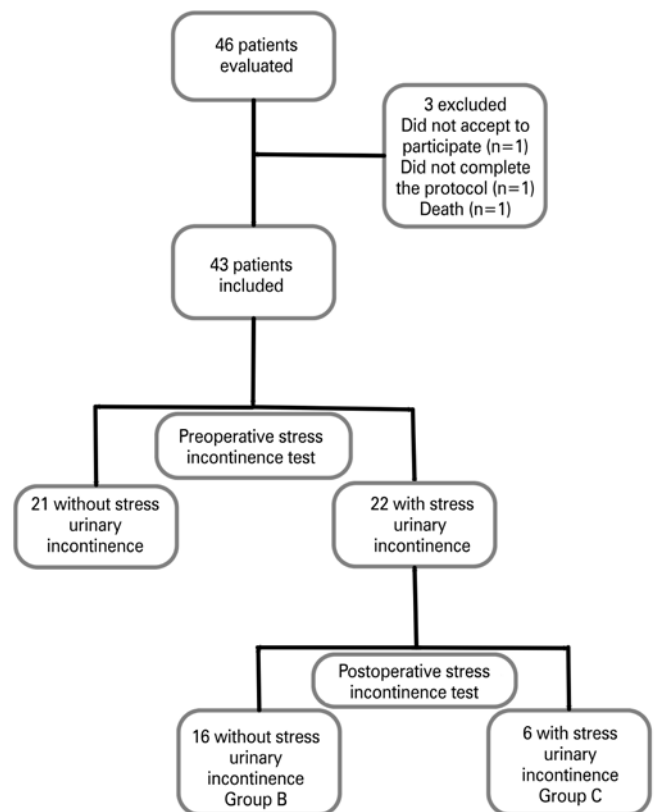 46 patients
evaluated
3 excluded
Did not accept to
participate (n=1)
Did not complete
the protocol (n=1)
Death (n=1)
43 patients
included
Preoperative stress
incontinence test
21 without stress
urinary
incontinence
22 with stress
urinary
incontinence
Postoperative stress
incontinence test
16 without stress
urinary
incontinence
Group B
6 with stress
urinary
incontinence
Group C